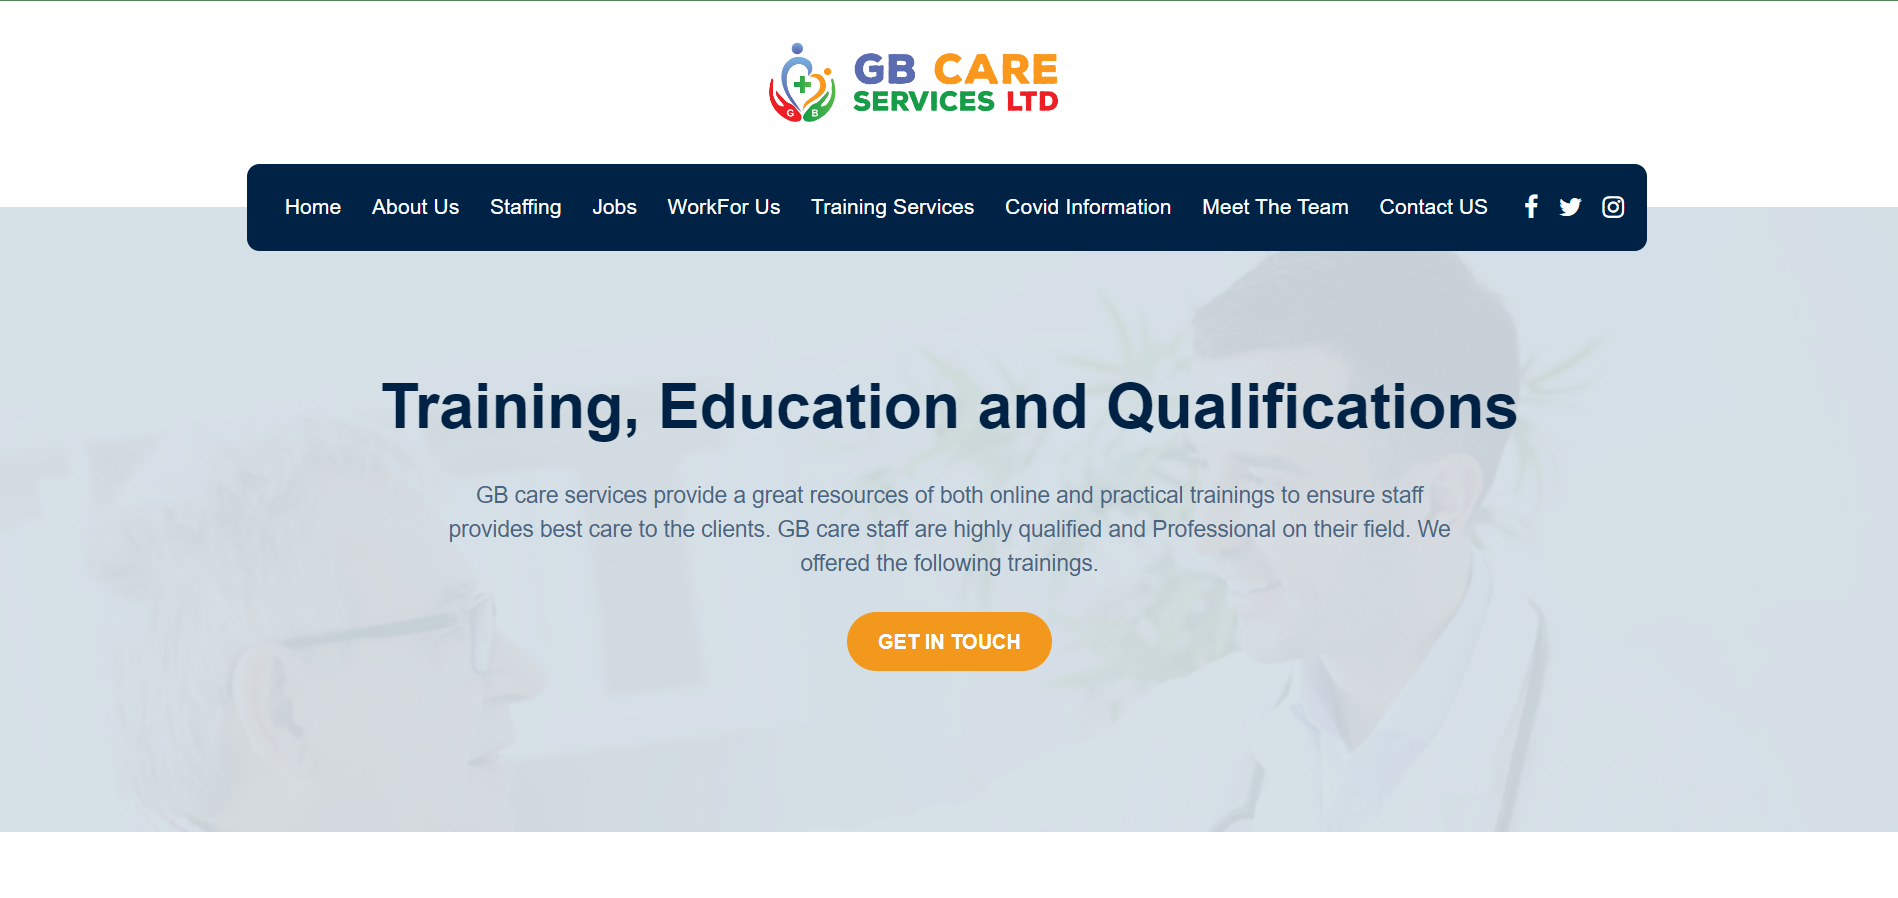 GB CARE
SERVICES LTD
G B
Home About Us Staffing Jobs WorkFor Us Training Services Covid Information Meet The Team Contact US
Training, Education and Qualifications
GB care services provide a great resources of both online and practical trainings to ensure staff
provides best care to the clients. GB care staff are highly qualified and Professional on their field. We
offered the following trainings.
GET IN TOUCH